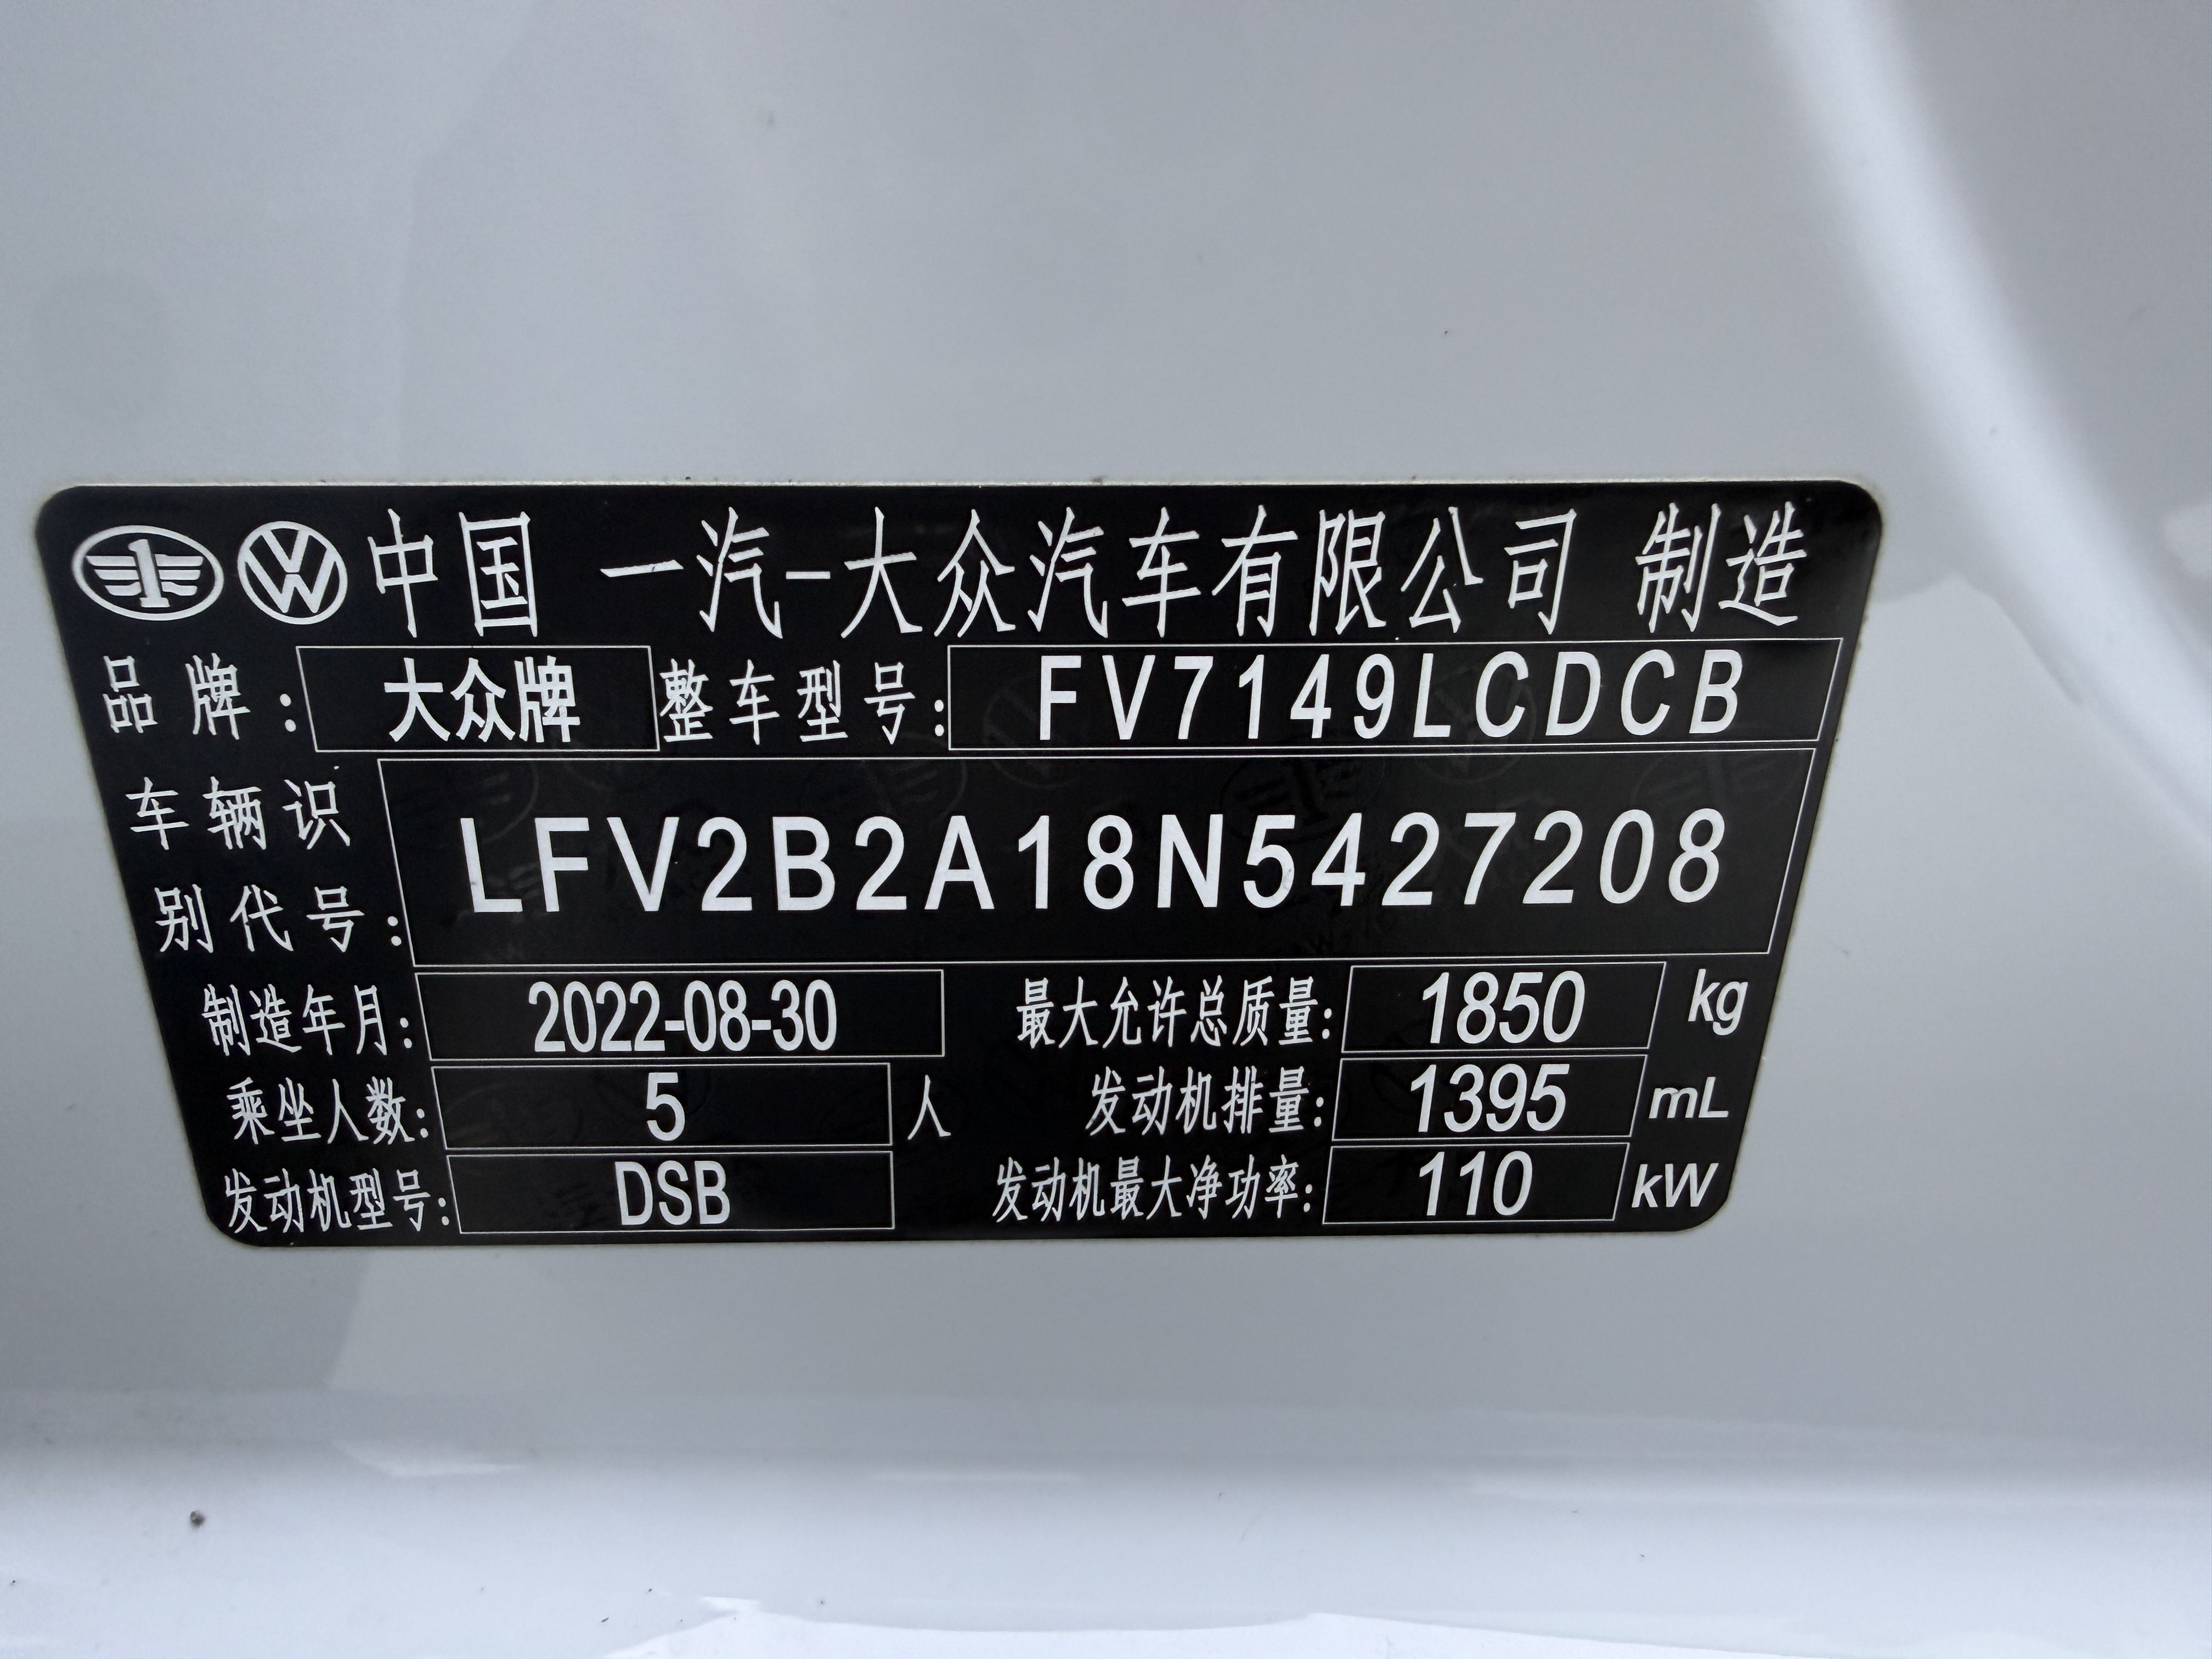 中国 一汽-大众汽车有限公司 制造
品牌: 大众牌 整车型号: FV7149LCDCB
车辆识
别代号: LFV2B2A18N5427208
制造年月: 2022-08-30 最大允许总质量: 1850 kg
乘坐人数: 5 人 发动机排量: 1395 mL
发动机型号: DSB 发动机最大净功率: 110 kW